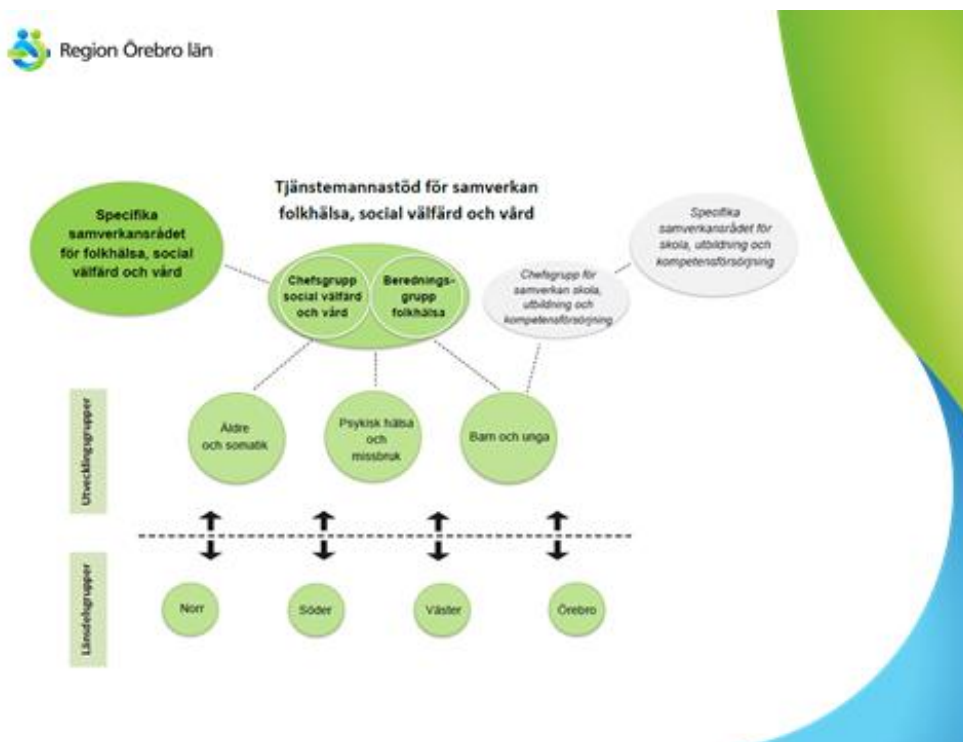 Region Örebro län
Tjänstemannastöd för samverkan
folkhälsa, social välfärd och vård
Specifika
samverkansrådet
för folkhälsa, social
välfärd och vård
Chefsgrupp
social välfärd
och vård
Berednings-
grupp
folkhälsa
Chefsgrupp för
samverkan skola,
utbildning och
kompetensförsörjning
Specifika
samverkansrådet för
skola, utbildning och
kompetensförsörjning
Utvecklingsgrupper
Äldre
och somatik
Psykisk hälsa
och
missbruk
Barn och unga
Länsdelsgrupper
Norr
Söder
Väster
Örebro